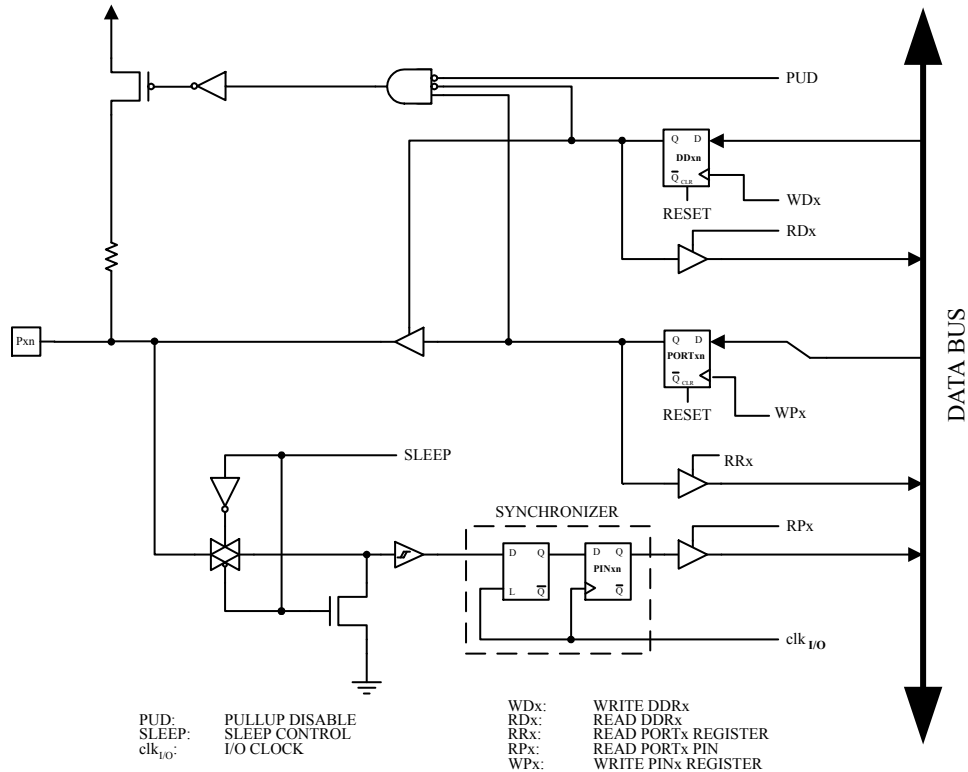 PUD
Q D
DDxn
Q CLR
WDx
RESET
RDx
Pxn
Q D
PORTxn
Q CLR
RESET
WPx
DATA BUS
SLEEP
RRx
SYNCHRONIZER
RPx
D Q
L Q
D Q
PINxn
Q
clk I/O
PUD: PULLUP DISABLE
SLEEP: SLEEP CONTROL
clkI/O: I/O CLOCK
WDx: WRITE DDRx
RDx: READ DDRx
RRx: READ PORTx REGISTER
RPx: READ PORTx PIN
WPx: WRITE PINx REGISTER